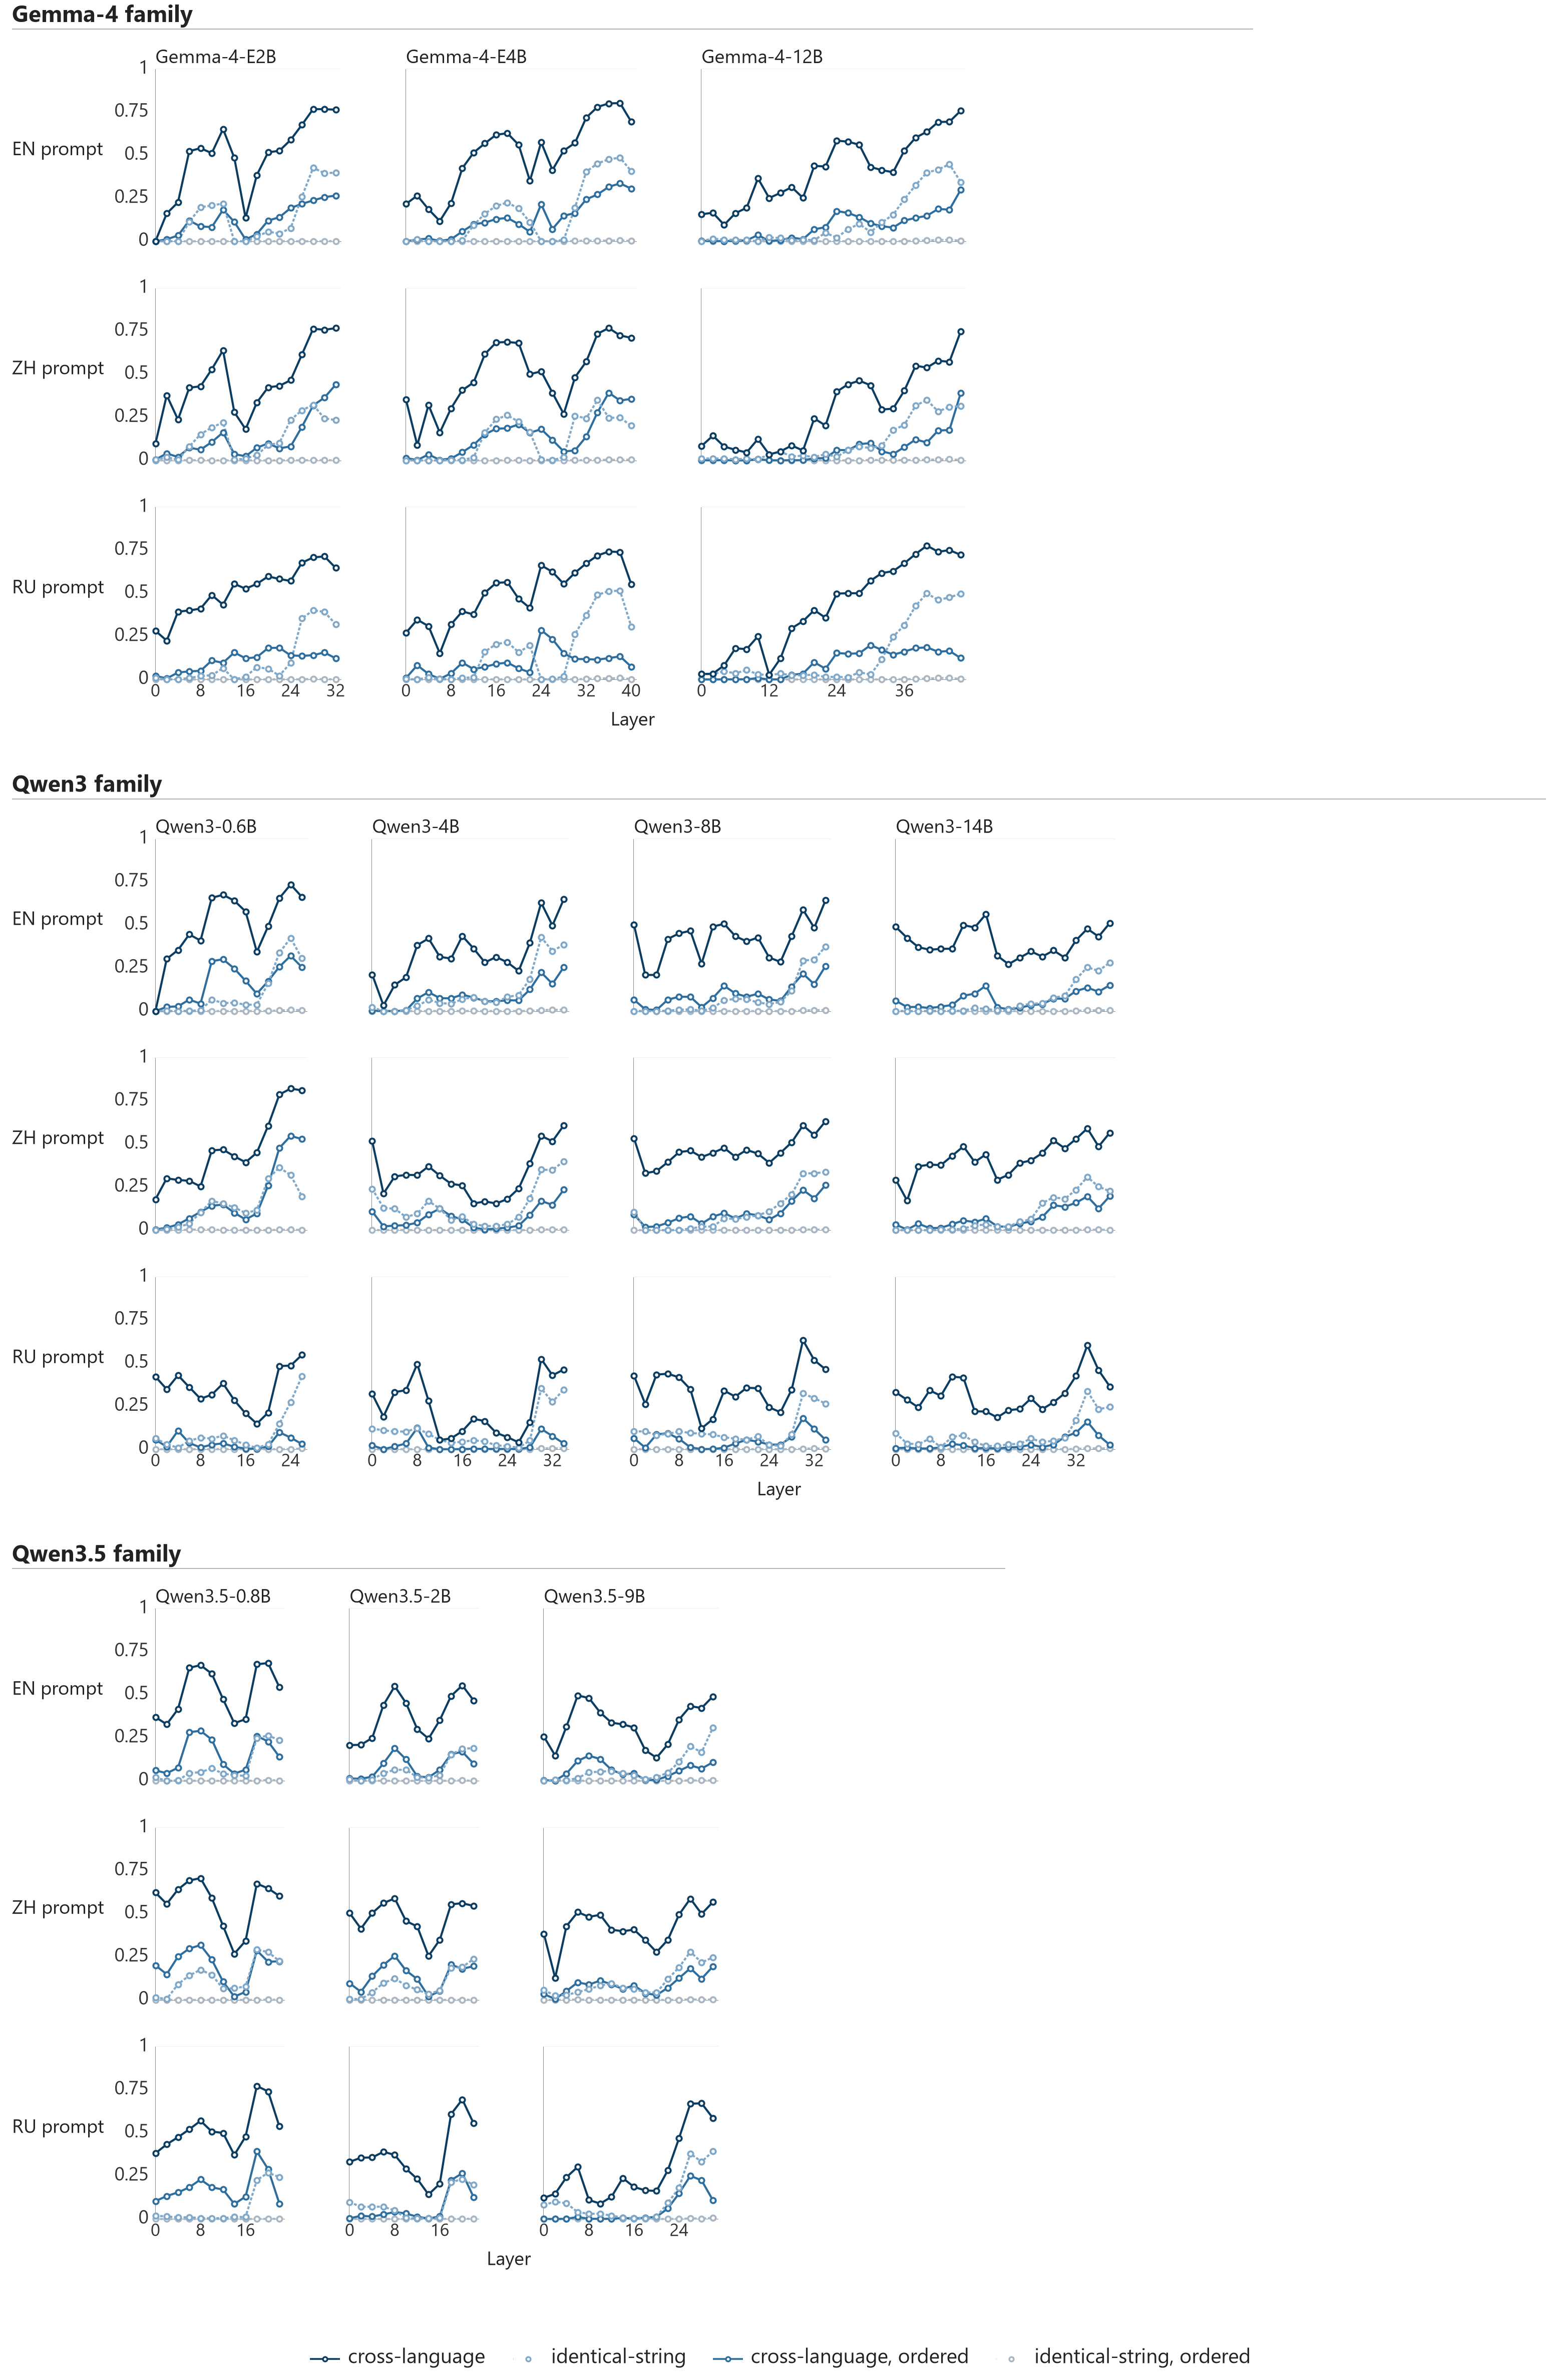 Gemma-4 family
Gemma-4-E2B Gemma-4-E4B Gemma-4-12B
1
0.75
EN prompt 0.5
0.25
0
1
0.75
ZH prompt 0.5
0.25
0
1
0.75
RU prompt 0.5
0.25
0
0 8 16 24 32 0 8 16 24 32 40 0 12 24 36
Layer
Qwen3 family
Qwen3-0.6B Qwen3-4B Qwen3-8B Qwen3-14B
1
0.75
EN prompt 0.5
0.25
0
1
0.75
ZH prompt 0.5
0.25
0
1
0.75
RU prompt 0.5
0.25
0
0 8 16 24 0 8 16 24 32 0 8 16 24 32 0 8 16 24 32
Layer
Qwen3.5 family
Qwen3.5-0.8B Qwen3.5-2B Qwen3.5-9B
1
0.75
EN prompt 0.5
0.25
0
1
0.75
ZH prompt 0.5
0.25
0
1
0.75
RU prompt 0.5
0.25
0
0 8 16 0 8 16 0 8 16 24
Layer
cross-language identical-string cross-language, ordered identical-string, ordered